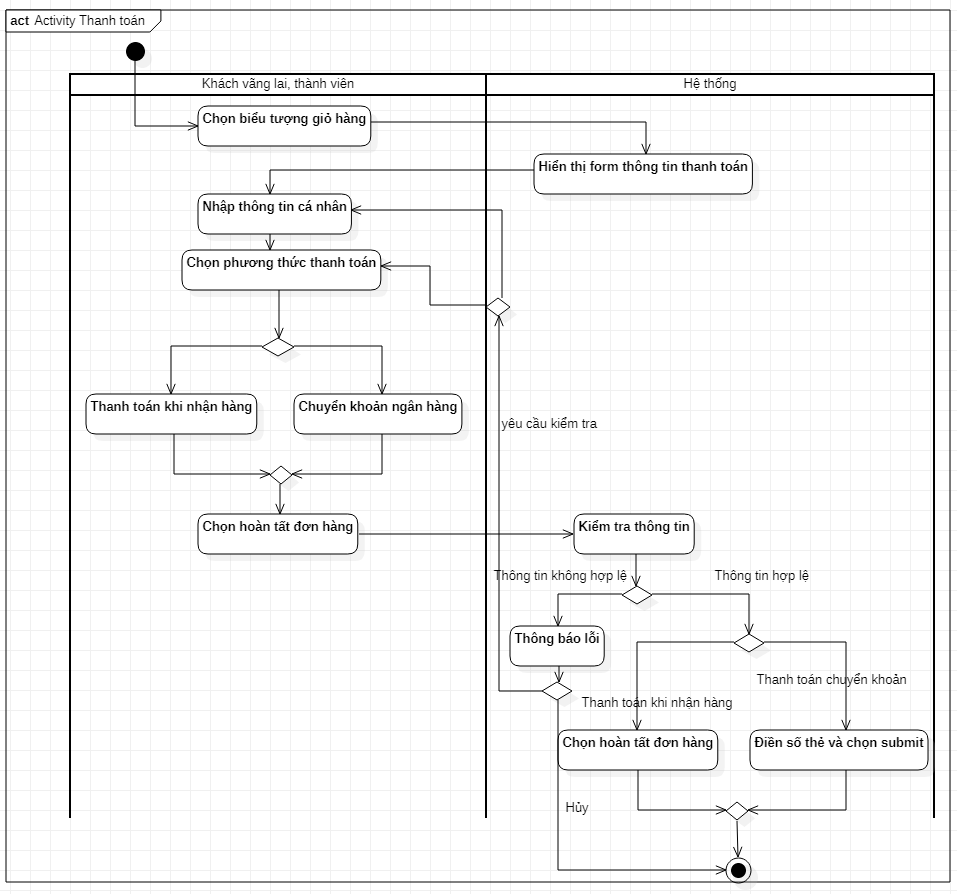 act Activity Thanh toán
Khách vãng lai, thành viên
Hệ thống
Chọn biểu tượng giỏ hàng
Hiển thị form thông tin thanh toán
Nhập thông tin cá nhân
Chọn phương thức thanh toán
Thanh toán khi nhận hàng
Chuyển khoản ngân hàng
yêu cầu kiểm tra
Chọn hoàn tất đơn hàng
Kiểm tra thông tin
Thông tin không hợp lệ
Thông tin hợp lệ
Thông báo lỗi
Thanh toán chuyển khoản
Thanh toán khi nhận hàng
Chọn hoàn tất đơn hàng
Điền số thẻ và chọn submit
Hủy